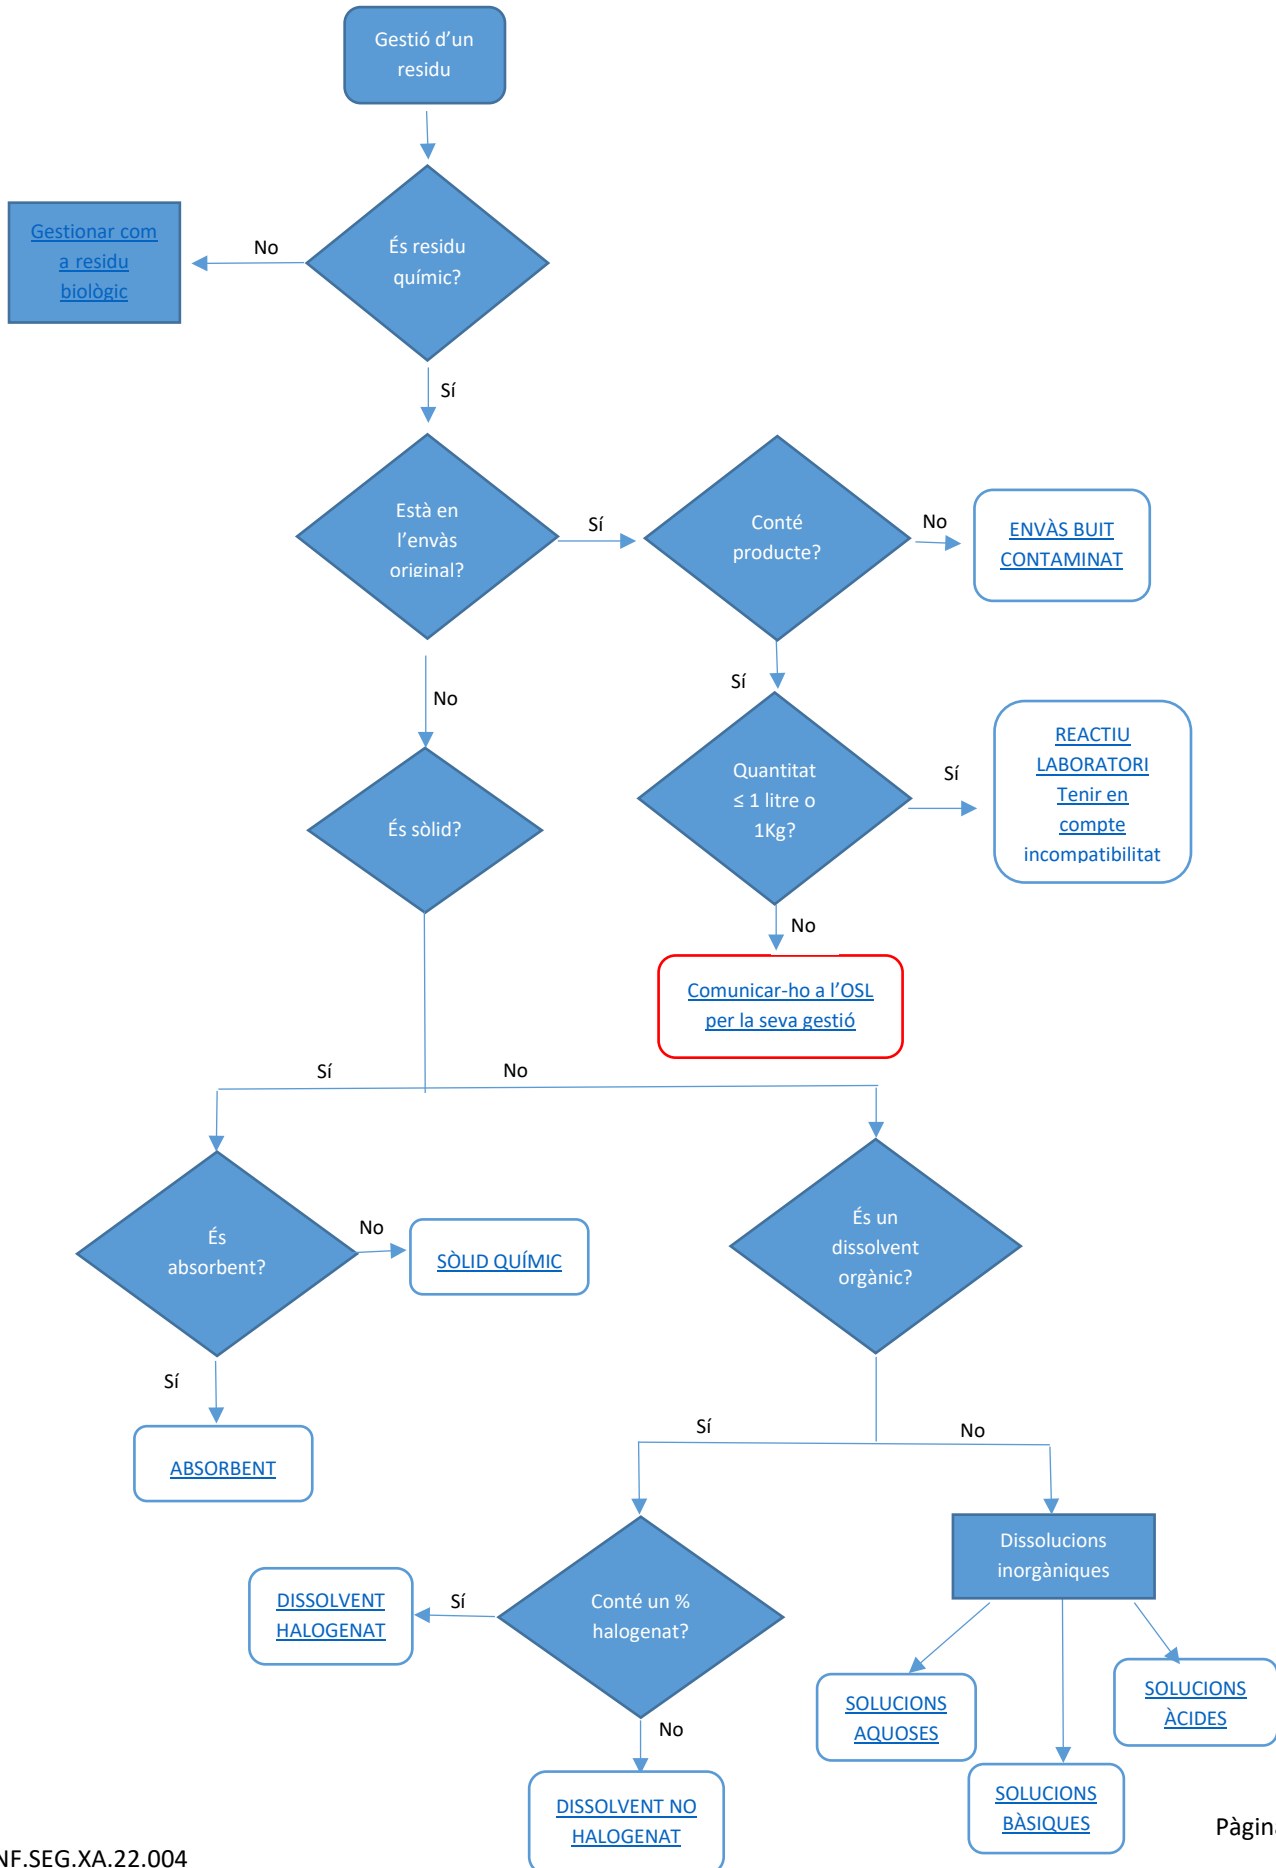 Gestió d’un
residu
És residu
químic?
No
Gestionar com
a residu
biològic
Sí
Està en
l’envàs
original?
Sí
Conté
producte?
No
ENVÀS BUIT
CONTAMINAT
No
Sí
Quantitat
≤ 1 litre o
1Kg?
Sí
REACTIU
LABORATORI
Tenir en
compte
incompatibilitat
És sòlid?
No
Comunicar-ho a l’OSL
per la seva gestió
Sí
No
És
absorbent?
No
SÒLID QUÍMIC
És un
dissolvent
orgànic?
Sí
ABSORBENT
Sí
No
Dissolucions
inorgàniques
Conté un %
halogenat?
Sí
DISSOLVENT
HALOGENAT
No
DISSOLVENT NO
HALOGENAT
SOLUCIONS
AQUOSES
SOLUCIONS
BÀSIQUES
SOLUCIONS
ÀCIDES
Pàgina
NF.SEG.XA.22.004